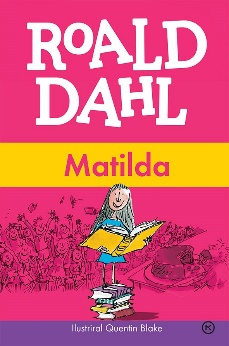 ROALD
DAHL
Matilda
Ilustriral Quentin Blake